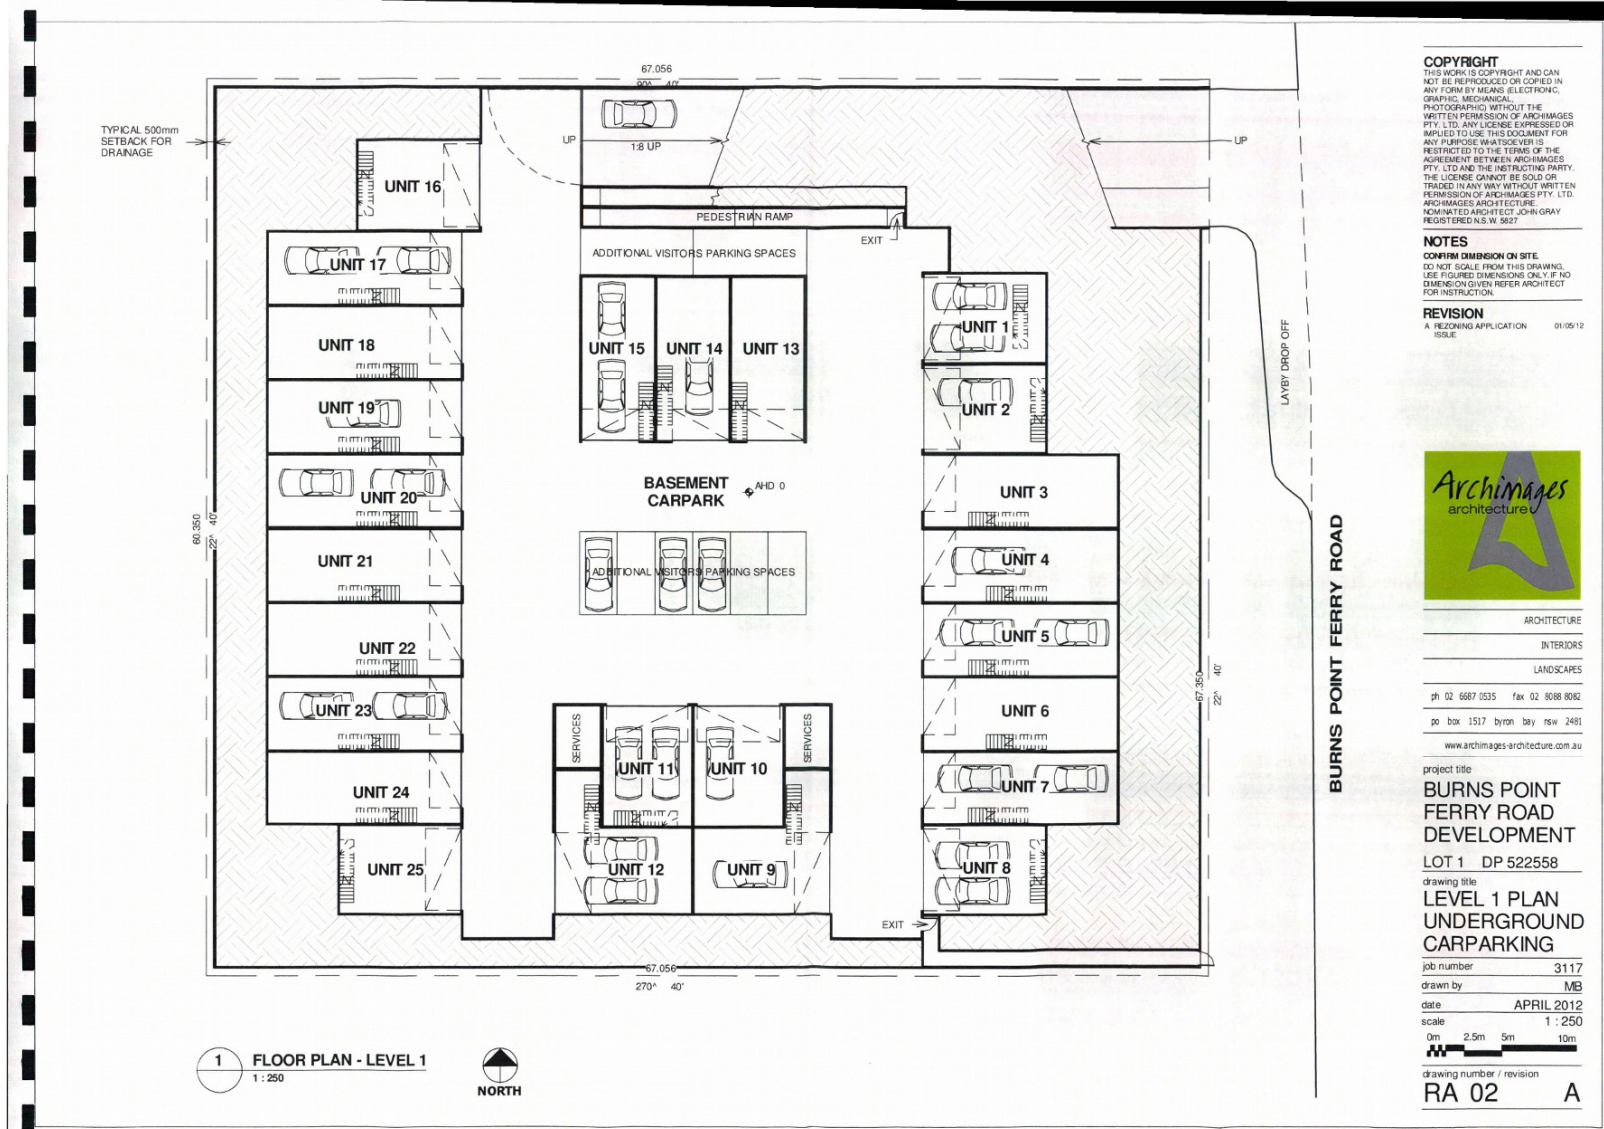 67.056
90^ 40'
TYPICAL 500mm
SETBACK FOR
DRAINAGE
UP
1:8 UP
UP
PEDESTRIAN RAMP
EXIT
ADDITIONAL VISITORS PARKING SPACES
UNIT 16
UNIT 17
UNIT 18
UNIT 19
UNIT 20
UNIT 21
UNIT 22
UNIT 23
UNIT 24
UNIT 25
UNIT 15
UNIT 14
UNIT 13
BASEMENT
CARPARK
AHD 0
ADDITIONAL VISITORS PARKING SPACES
SERVICES
UNIT 11
UNIT 10
SERVICES
UNIT 12
UNIT 9
UNIT 1
UNIT 2
UNIT 3
UNIT 4
UNIT 5
UNIT 6
UNIT 7
UNIT 8
EXIT
60.350
22^ 40'
67.350
22^ 40'
67.056
270^ 40'
LAYBY DROP OFF
BURNS POINT FERRY ROAD
1
FLOOR PLAN - LEVEL 1
1 : 250
NORTH
COPYRIGHT
THIS WORK IS COPYRIGHT AND CAN
NOT BE REPRODUCED OR COPIED IN
ANY FORM BY MEANS (ELECTRONIC,
GRAPHIC, MECHANICAL,
PHOTOGRAPHIC) WITHOUT THE
WRITTEN PERMISSION OF ARCHIMAGES
PTY. LTD. ANY LICENSE EXPRESSED OR
IMPLIED TO USE THIS DOCUMENT FOR
ANY PURPOSE WHATSOEVER IS
RESTRICTED TO THE TERMS OF THE
AGREEMENT BETWEEN ARCHIMAGES
PTY. LTD AND THE INSTRUCTING PARTY.
THE LICENSE CANNOT BE SOLD OR
TRADED IN ANY WAY WITHOUT WRITTEN
PERMISSION OF ARCHIMAGES PTY. LTD.
ARCHIMAGES ARCHITECTURE.
NOMINATED ARCHITECT JOHN GRAY
REGISTERED N.S.W. 5827
NOTES
CONFIRM DIMENSION ON SITE.
DO NOT SCALE FROM THIS DRAWING,
USE FIGURED DIMENSIONS ONLY. IF NO
DIMENSION GIVEN REFER ARCHITECT
FOR INSTRUCTION.
REVISION
A REZONING APPLICATION 01/05/12
ISSUE
Archimages
architecture
ARCHITECTURE
INTERIORS
LANDSCAPES
ph 02 6687 0535 fax 02 8088 8082
po box 1517 byron bay nsw 2481
www.archimages-architecture.com.au
project title
BURNS POINT
FERRY ROAD
DEVELOPMENT
LOT 1 DP 522558
drawing title
LEVEL 1 PLAN
UNDERGROUND
CARPARKING
job number 3117
drawn by MB
date APRIL 2012
scale 1 : 250
0m 2.5m 5m 10m
drawing number / revision
RA 02 A